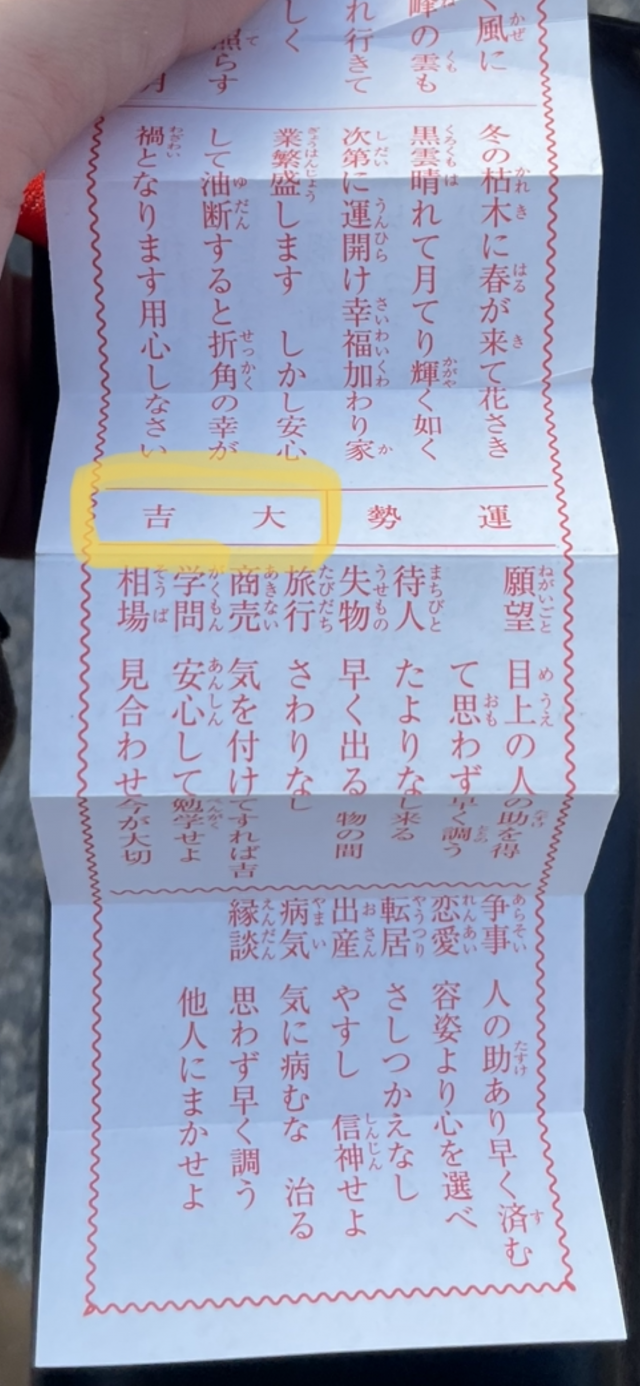 く風に
峰の雲も
れ行きて
しく
照らす
冬の枯木に春が来て花さき
黒雲晴れて月てり輝く如く
次第に運開け幸福加わり家
業繁盛します　しかし安心
して油断すると折角の幸が
禍となります用心しなさい
運勢
大吉
願望　目上の人の助を得
て思わず早く調う
待人　たよりなし来る
失物　早く出る　物の間
旅行　さわりなし
商売　気を付けてすれば吉
学問　安心して勉学せよ
相場　見合わせ今が大切
争事　人の助あり早く済む
恋愛　容姿より心を選べ
転居　さしつかえなし
出産　やすし　信神せよ
病気　気に病むな　治る
縁談　思わず早く調う
他人にまかせよ